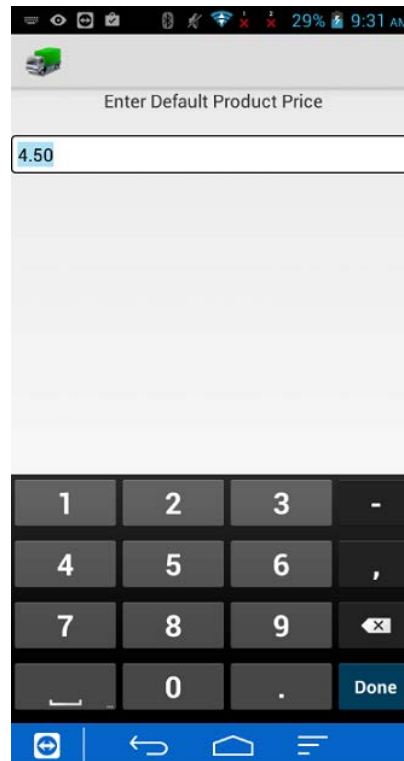 29% 9:31 AM
Enter Default Product Price
4.50
1 2 3 -
4 5 6 ,
7 8 9
0 . Done